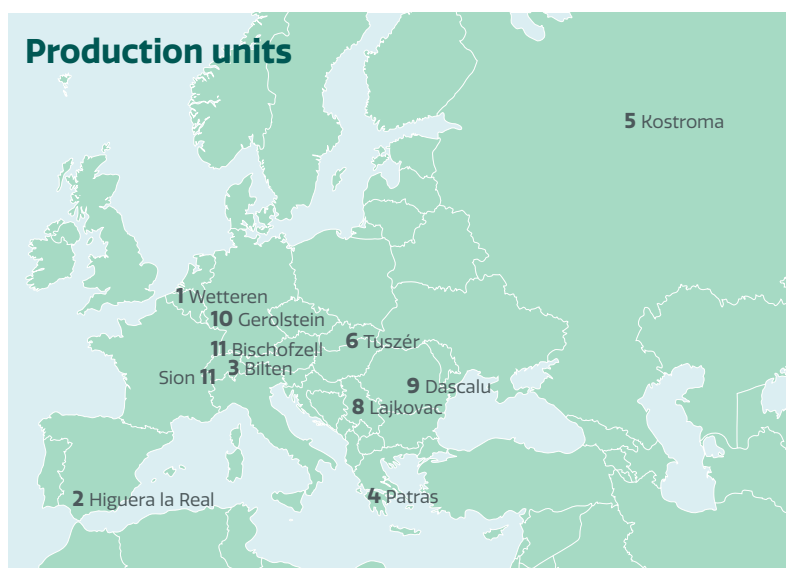 Production units
5 Kostroma
1 Wetteren
10 Gerolstein
6 Tuszér
11 Bischofzell
3 Bilten
Sion 11
9 Dascalu
8 Lajkovac
2 Higuera la Real
4 Patras